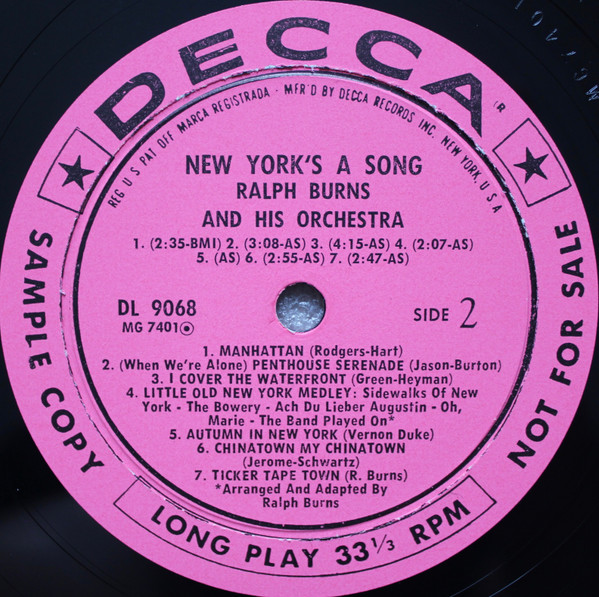 DECCA®
REG U S PAT OFF MARCA REGISTRADA - MFR'D BY DECCA RECORDS INC. NEW YORK, U.S.A
NEW YORK'S A SONG
RALPH BURNS
AND HIS ORCHESTRA
1. (2:35-BMI) 2. (3:08-AS) 3. (4:15-AS) 4. (2:07-AS)
5. (AS) 6. (2:55-AS) 7. (2:47-AS)
DL 9068
MG 7401
SIDE 2
1. MANHATTAN (Rodgers-Hart)
2. (When We're Alone) PENTHOUSE SERENADE (Jason-Burton)
3. I COVER THE WATERFRONT (Green-Heyman)
4. LITTLE OLD NEW YORK MEDLEY: Sidewalks Of New
York - The Bowery - Ach Du Lieber Augustin - Oh,
Marie - The Band Played On*
5. AUTUMN IN NEW YORK (Vernon Duke)
6. CHINATOWN MY CHINATOWN
(Jerome-Schwartz)
7. TICKER TAPE TOWN (R. Burns)
*Arranged And Adapted By
Ralph Burns
SAMPLE COPY
NOT FOR SALE
LONG PLAY 33 1/3 RPM